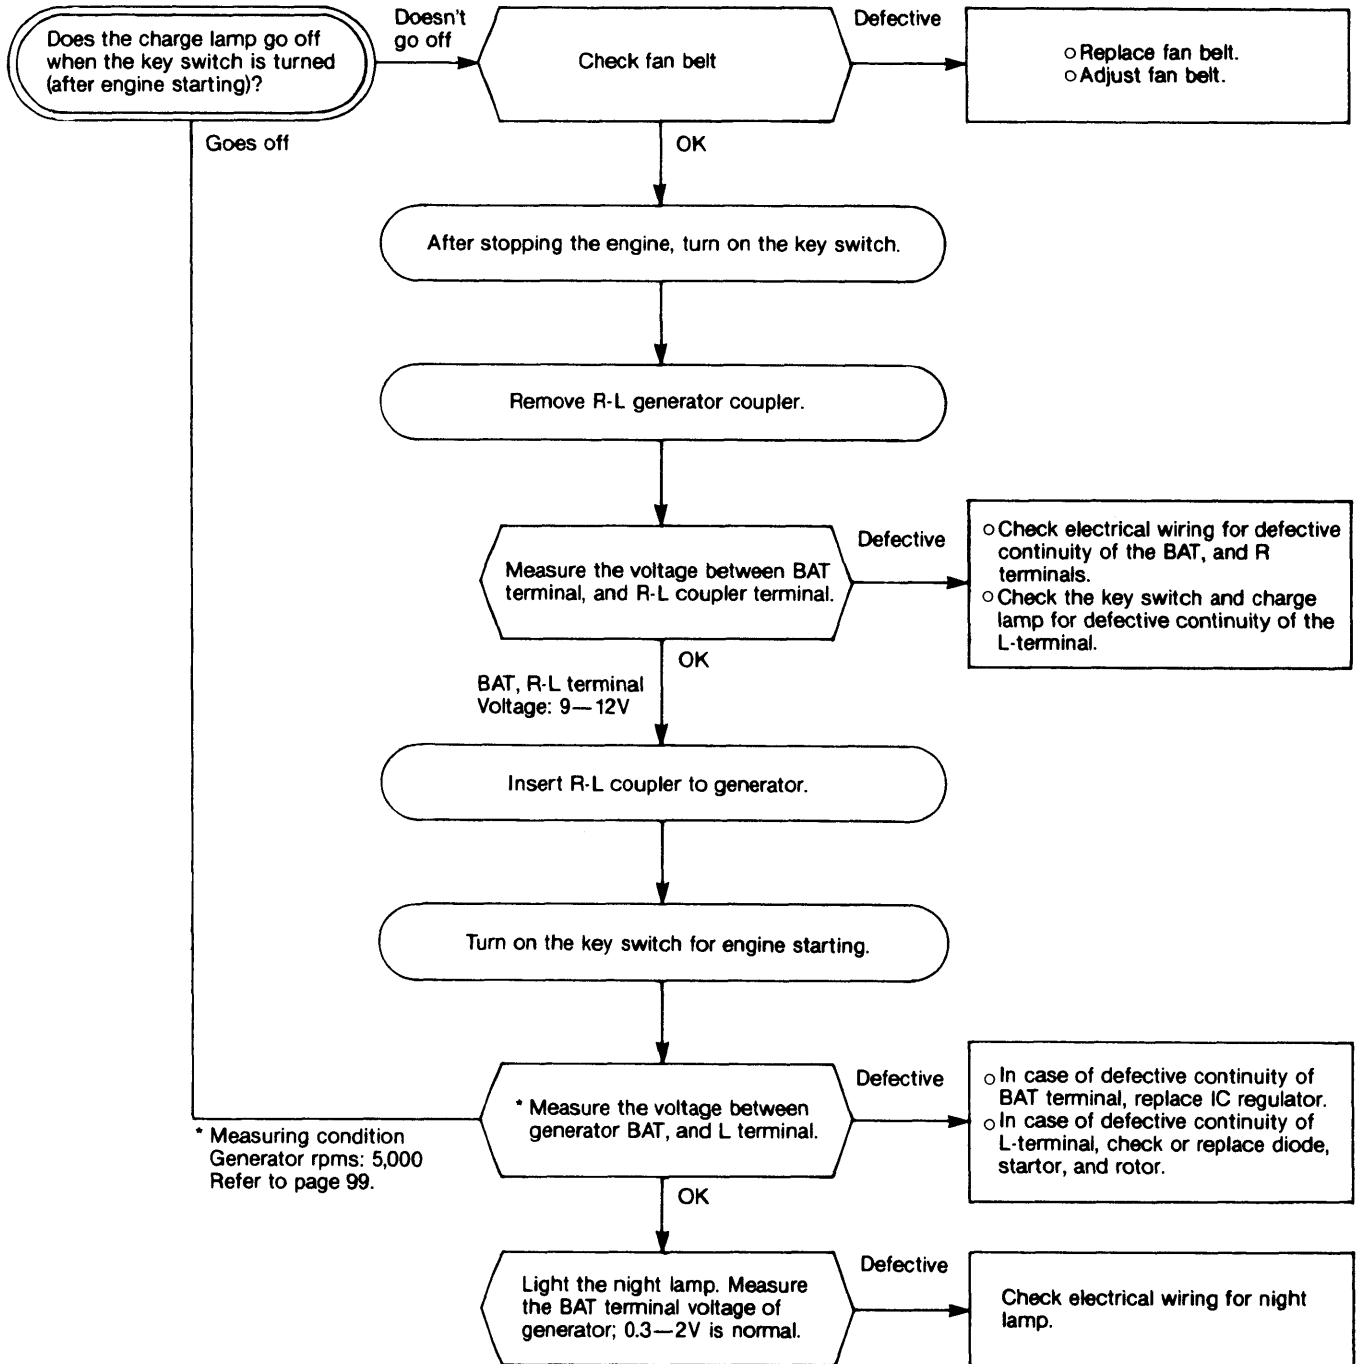 Does the charge lamp go off
when the key switch is turned
(after engine starting)?
Doesn't
go off
Check fan belt
Defective
○ Replace fan belt.
○ Adjust fan belt.
Goes off
OK
After stopping the engine, turn on the key switch.
Remove R-L generator coupler.
Measure the voltage between BAT
terminal, and R-L coupler terminal.
Defective
○ Check electrical wiring for defective
continuity of the BAT, and R
terminals.
○ Check the key switch and charge
lamp for defective continuity of the
L-terminal.
OK
BAT, R-L terminal
Voltage: 9—12V
Insert R-L coupler to generator.
Turn on the key switch for engine starting.
* Measure the voltage between
generator BAT, and L terminal.
Defective
○ In case of defective continuity of
BAT terminal, replace IC regulator.
○ In case of defective continuity of
L-terminal, check or replace diode,
startor, and rotor.
* Measuring condition
Generator rpms: 5,000
Refer to page 99.
OK
Light the night lamp. Measure
the BAT terminal voltage of
generator; 0.3—2V is normal.
Defective
Check electrical wiring for night
lamp.